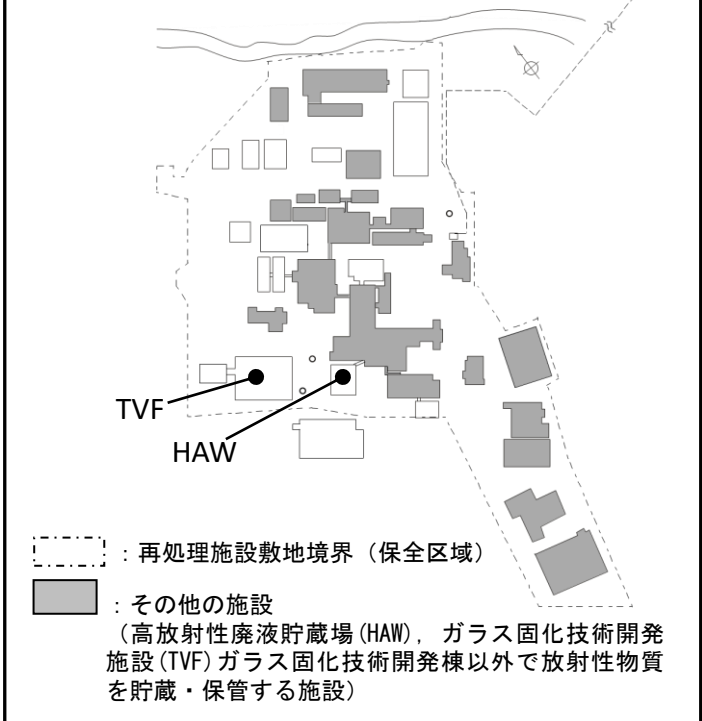 TVF
HAW
：再処理施設敷地境界（保全区域）
：その他の施設
（高放射性廃液貯蔵場(HAW)，ガラス固化技術開発
施設(TVF)ガラス固化技術開発棟以外で放射性物質
を貯蔵・保管する施設）